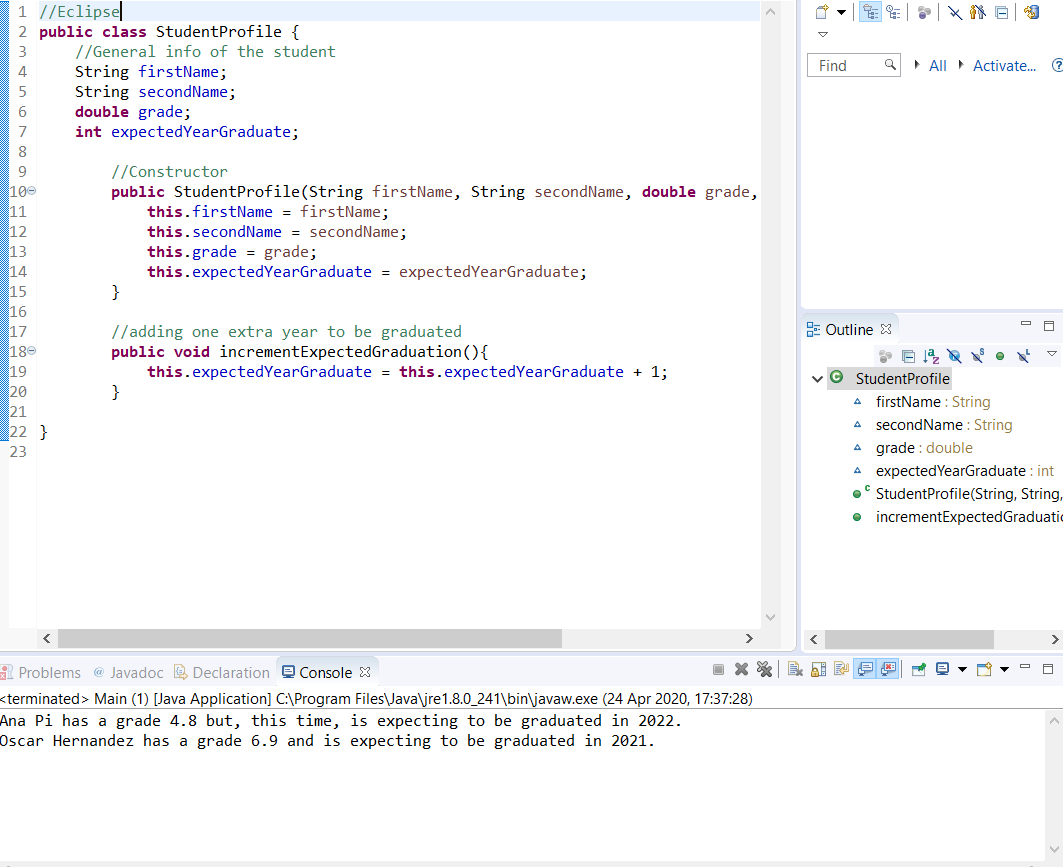 1 //Eclipse
2 public class StudentProfile {
3 //General info of the student
4 String firstName;
5 String secondName;
6 double grade;
7 int expectedYearGraduate;
8
9 //Constructor
10 public StudentProfile(String firstName, String secondName, double grade,
11 this.firstName = firstName;
12 this.secondName = secondName;
13 this.grade = grade;
14 this.expectedYearGraduate = expectedYearGraduate;
15 }
16
17 //adding one extra year to be graduated
18 public void incrementExpectedGraduation(){
19 this.expectedYearGraduate = this.expectedYearGraduate + 1;
20 }
21
22 }
23
Find All Activate...
Outline
StudentProfile
firstName : String
secondName : String
grade : double
expectedYearGraduate : int
StudentProfile(String, String,
incrementExpectedGraduatio
Problems @ Javadoc Declaration Console
<terminated> Main (1) [Java Application] C:\Program Files\Java\jre1.8.0_241\bin\javaw.exe (24 Apr 2020, 17:37:28)
Ana Pi has a grade 4.8 but, this time, is expecting to be graduated in 2022.
Oscar Hernandez has a grade 6.9 and is expecting to be graduated in 2021.